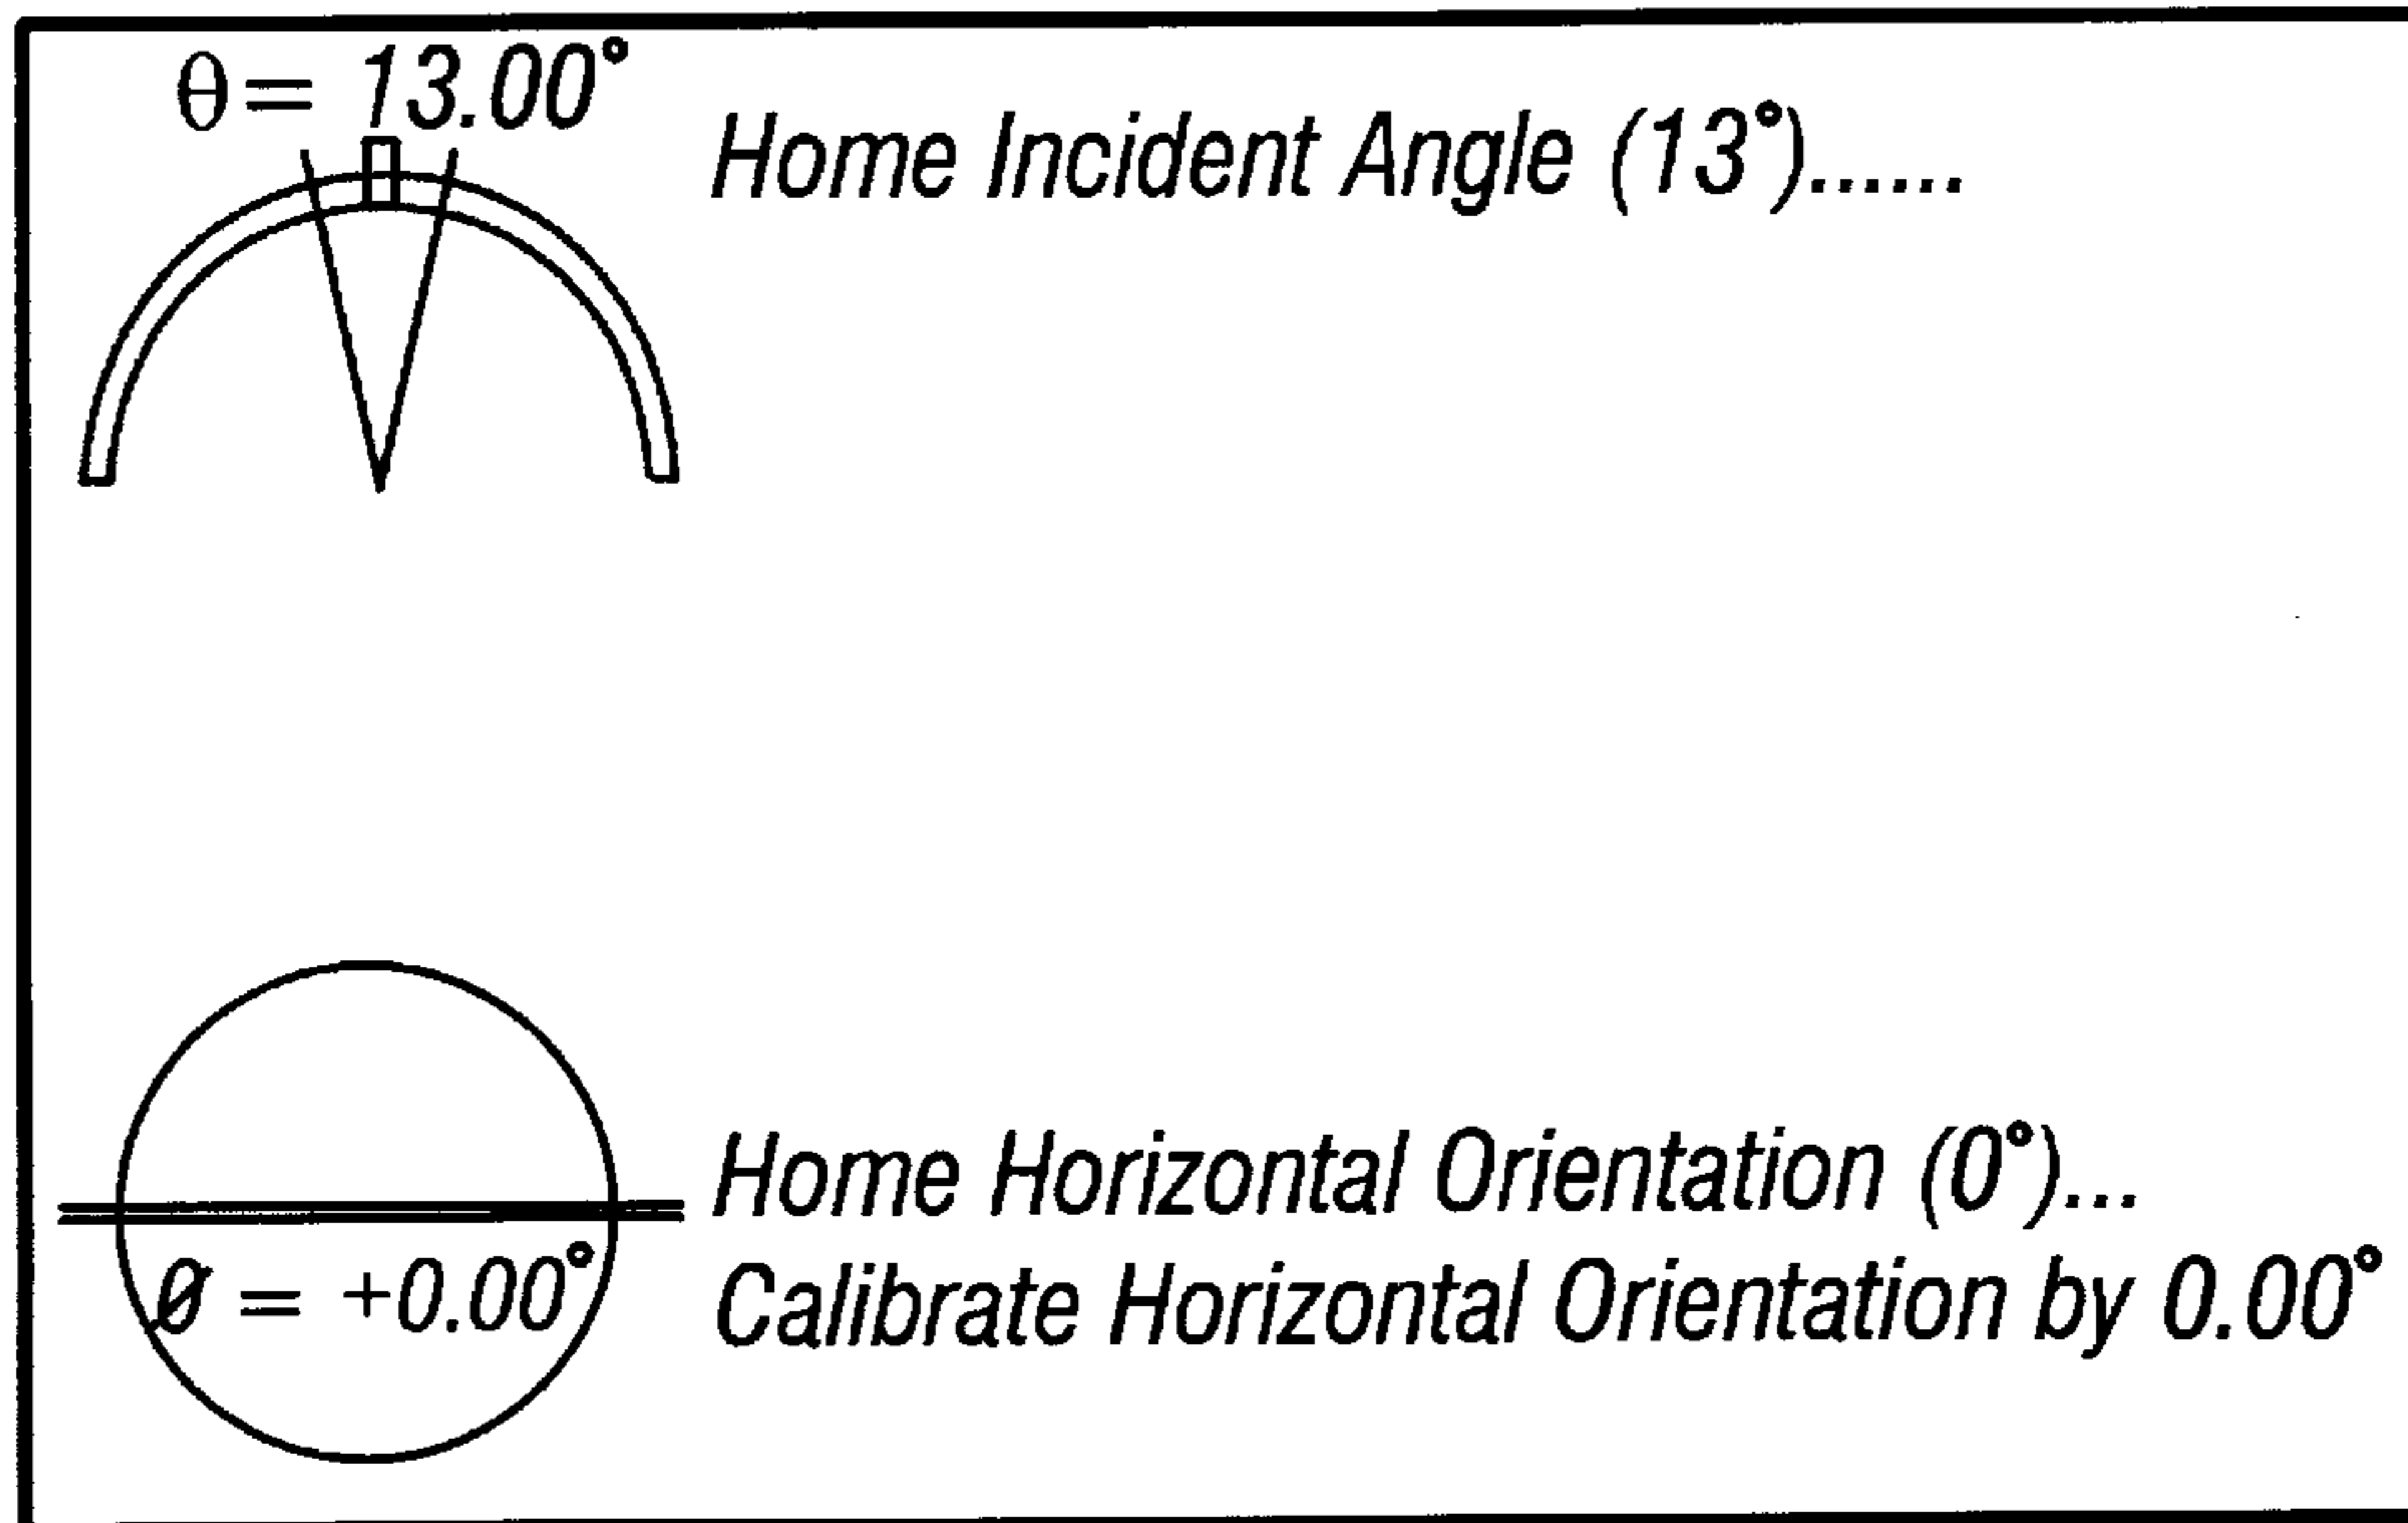 θ = 13.00°
Home Incident Angle (13°)......
Home Horizontal Orientation (0°)...
Ø = +0.00°
Calibrate Horizontal Orientation by 0.00°